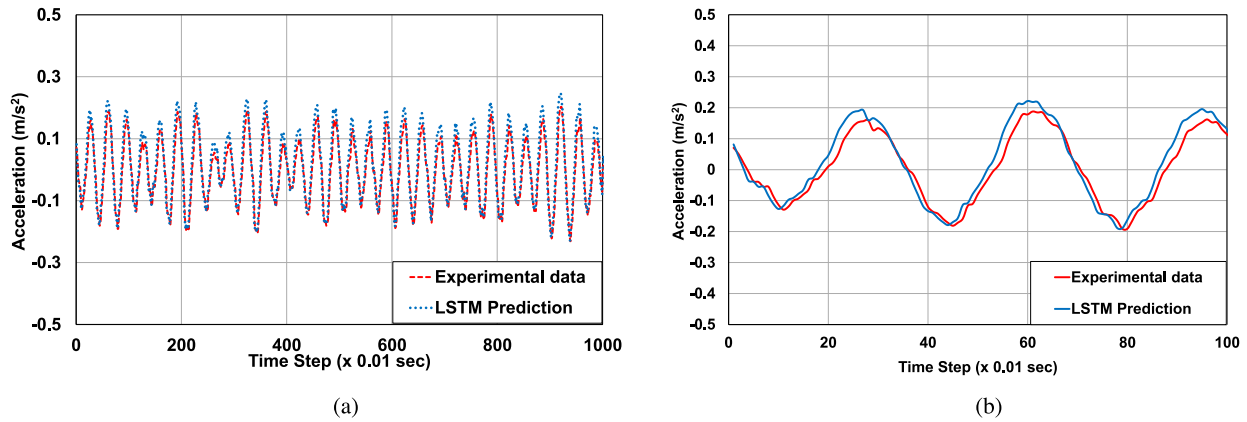 0.5
0.3
0.1
-0.1
-0.3
-0.5
Acceleration (m/s²)
0
200
400
600
800
1000
Time Step (x 0.01 sec)
Experimental data
LSTM Prediction
(a)
0.5
0.4
0.3
0.2
0.1
0
-0.1
-0.2
-0.3
-0.4
-0.5
Acceleration (m/s²)
0
20
40
60
80
100
Time Step (x 0.01 sec)
Experimental data
LSTM Prediction
(b)